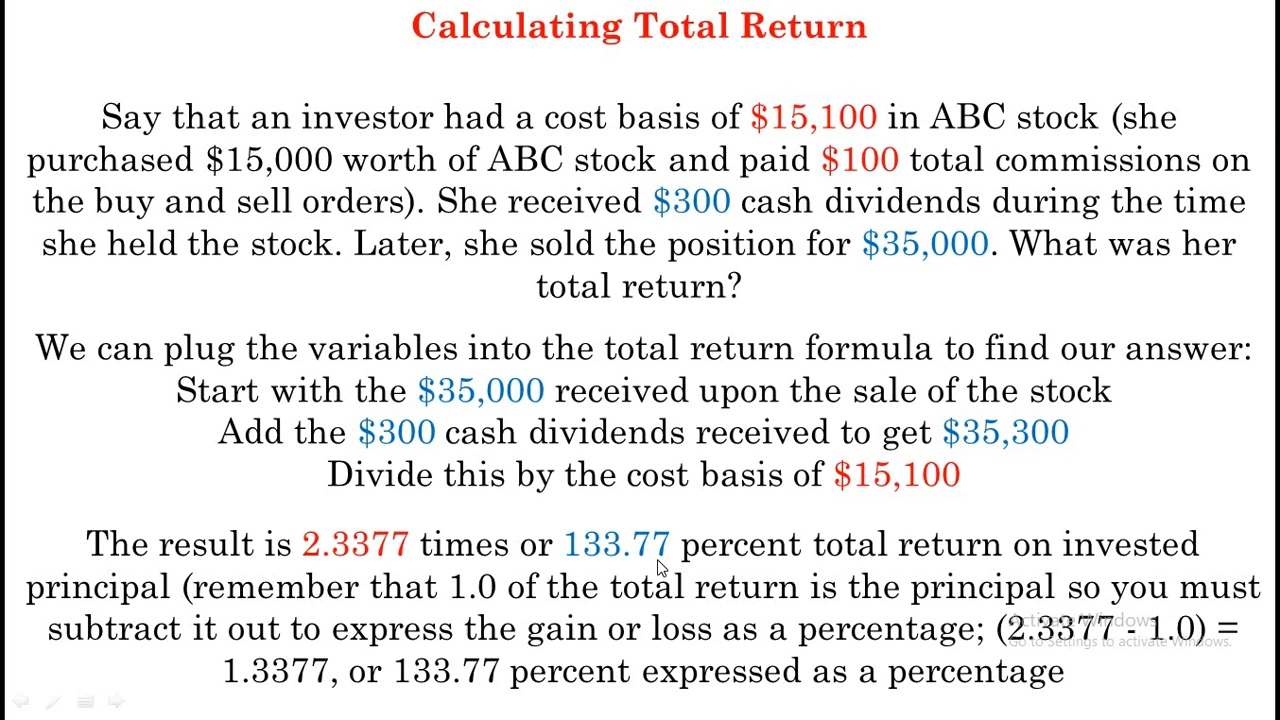 Calculating Total Return
Say that an investor had a cost basis of $15,100 in ABC stock (she
purchased $15,000 worth of ABC stock and paid $100 total commissions on
the buy and sell orders). She received $300 cash dividends during the time
she held the stock. Later, she sold the position for $35,000. What was her
total return?
We can plug the variables into the total return formula to find our answer:
Start with the $35,000 received upon the sale of the stock
Add the $300 cash dividends received to get $35,300
Divide this by the cost basis of $15,100
The result is 2.3377 times or 133.77 percent total return on invested
principal (remember that 1.0 of the total return is the principal so you must
subtract it out to express the gain or loss as a percentage; (2.3377 - 1.0) =
1.3377, or 133.77 percent expressed as a percentage
Activate Windows
Go to Settings to activate Windows.